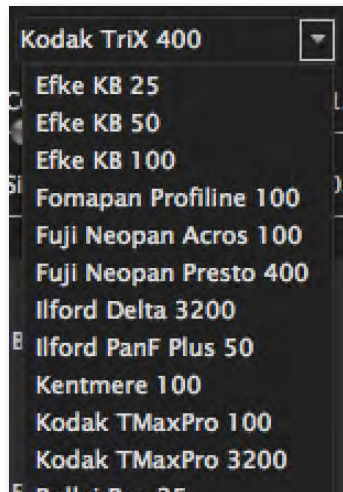 Kodak TriX 400
Efke KB 25
Efke KB 50
Efke KB 100
Fomapan Profiline 100
Fuji Neopan Acros 100
Fuji Neopan Presto 400
Ilford Delta 3200
Ilford PanF Plus 50
Kentmere 100
Kodak TMaxPro 100
Kodak TMaxPro 3200